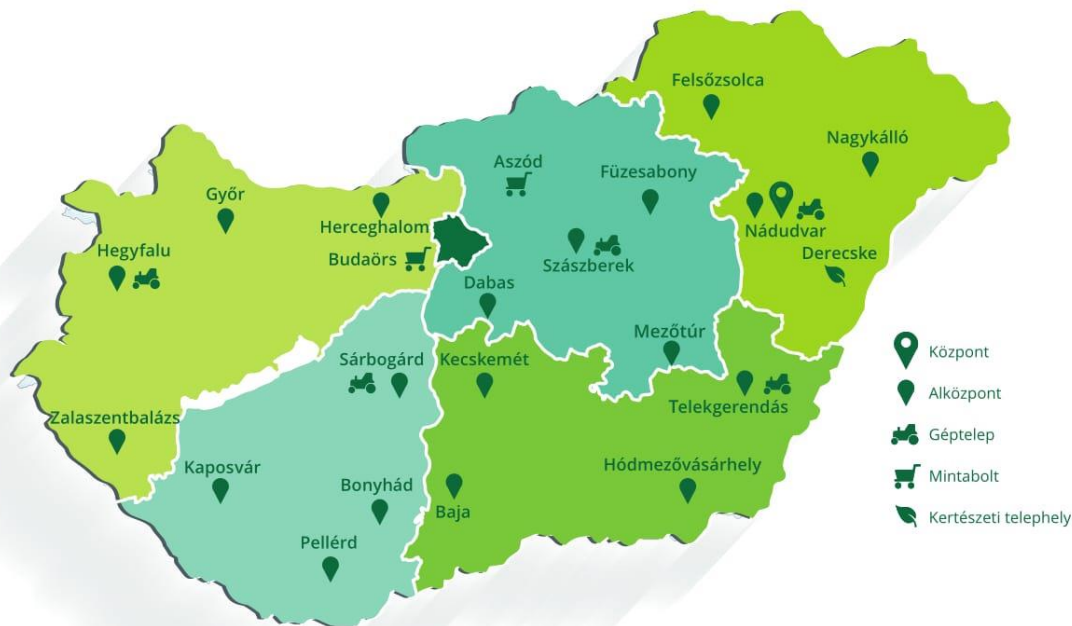 Felsőzsolca
Nagykálló
Aszód
Füzesabony
Győr
Herceghalom
Nádudvar
Hegyfalu
Budaörs
Szászberek
Derecske
Dabas
Mezőtúr
Sárbogárd
Kecskemét
Telekgerendás
Zalaszentbalázs
Kaposvár
Bonyhád
Baja
Hódmezővásárhely
Pellérd
Központ
Alközpont
Géptelep
Mintabolt
Kertészeti telephely